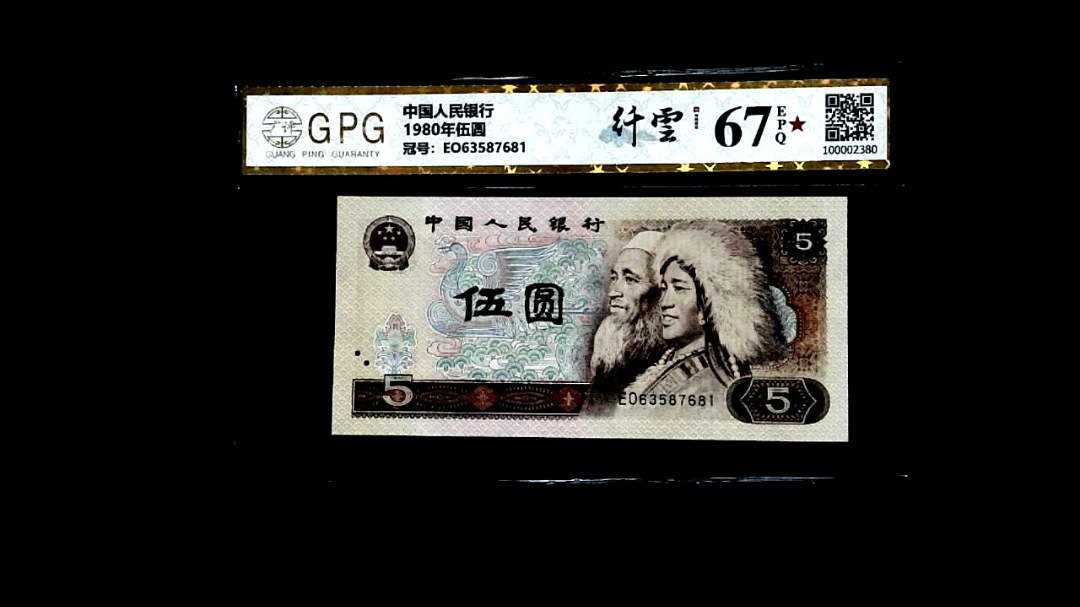 GPG
GUANG PING GUARANTY
中国人民银行
1980年伍圆
冠号：EO63587681
纤雲
67
EPQ
100002380
中国人民银行
5
伍圆
5
EO63587681
5